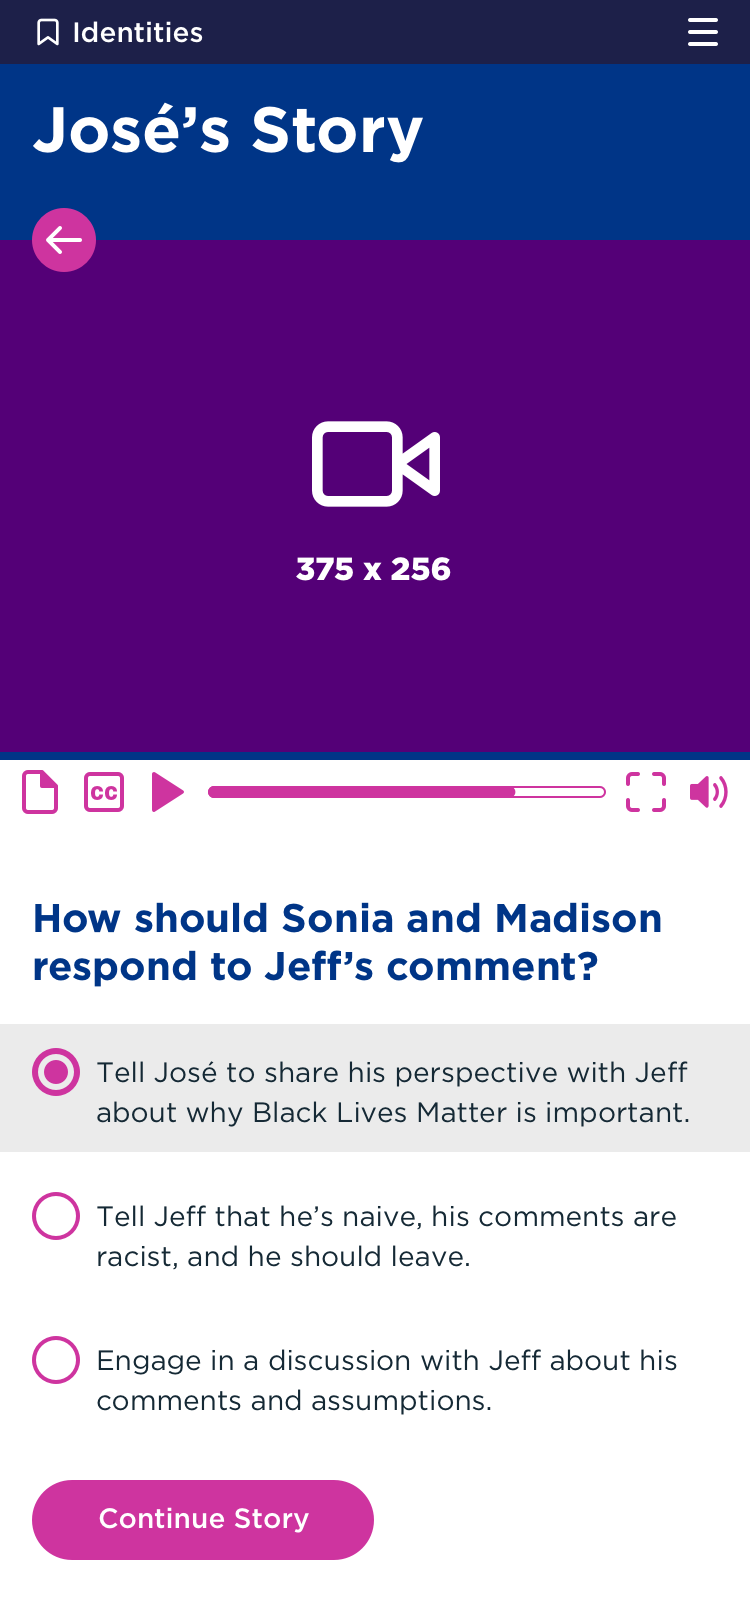 Identities
José’s Story
375 x 256
CC
How should Sonia and Madison
respond to Jeff’s comment?
Tell José to share his perspective with Jeff
about why Black Lives Matter is important.
Tell Jeff that he’s naive, his comments are
racist, and he should leave.
Engage in a discussion with Jeff about his
comments and assumptions.
Continue Story